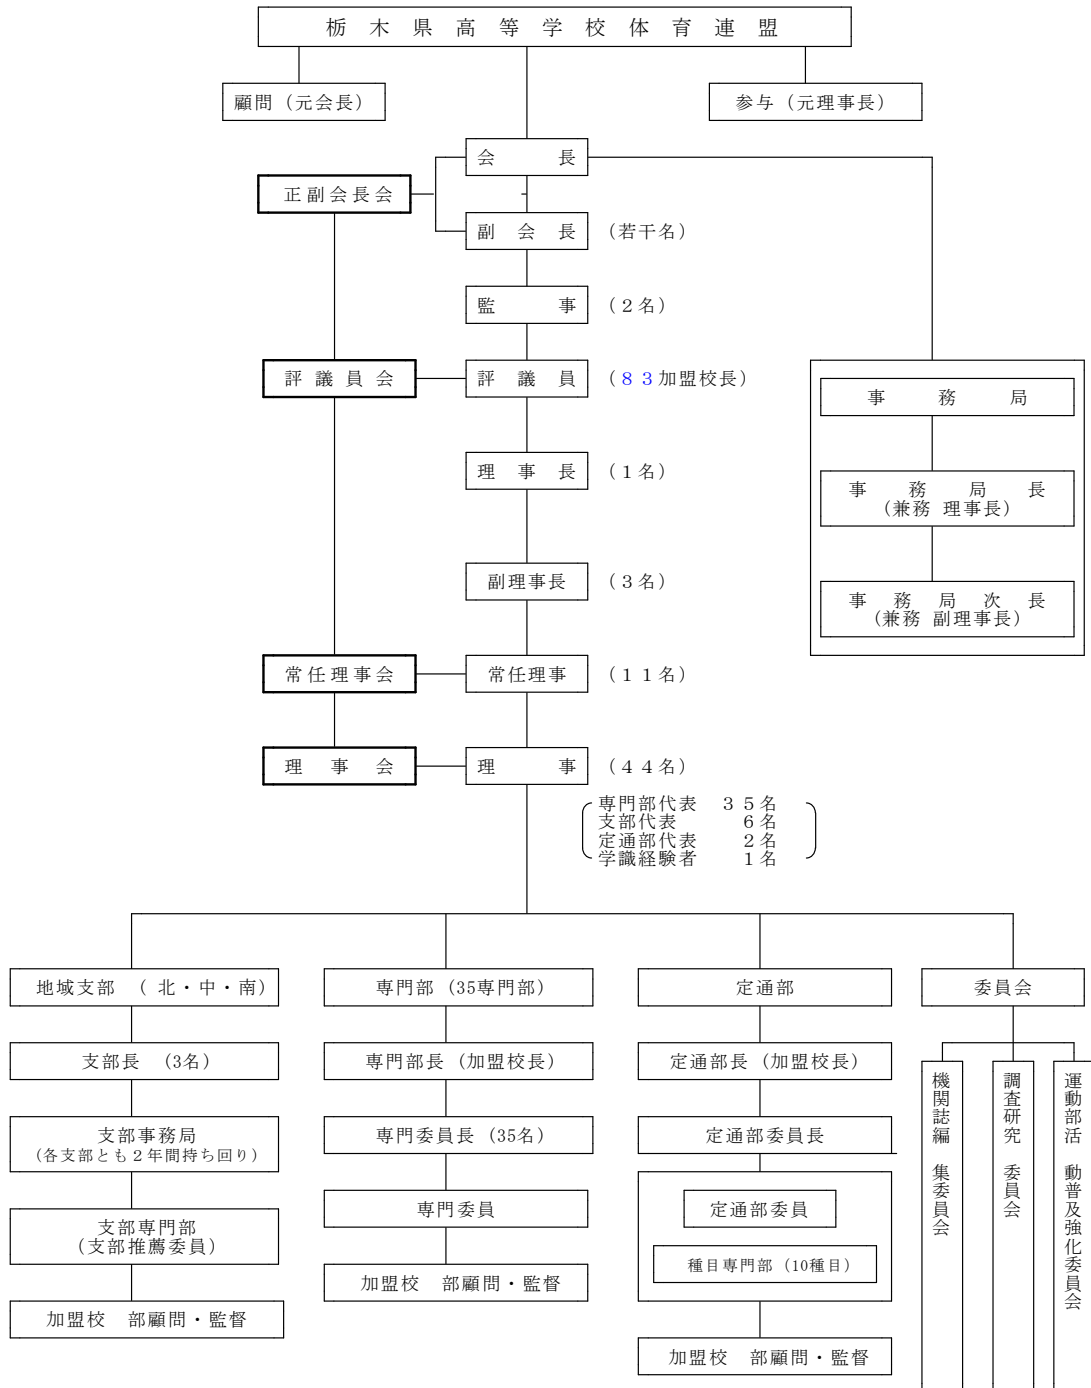 栃木県高等学校体育連盟
顧問（元会長）
参与（元理事長）
会長
正副会長会
副会長 （若干名）
監事 （２名）
評議員会
評議員 （８３加盟校長）
事務局
理事長 （１名）
事務局長
（兼務 理事長）
副理事長 （３名）
事務局次長
（兼務 副理事長）
常任理事会
常任理事 （１１名）
理事会
理事 （４４名）
専門部代表 ３５名
支部代表 ６名
定通部代表 ２名
学識経験者 １名
地域支部 （北・中・南）
支部長 （3名）
支部事務局
（各支部とも２年間持ち回り）
支部専門部
（支部推薦委員）
加盟校 部顧問・監督
専門部（35専門部）
専門部長（加盟校長）
専門委員長（35名）
専門委員
加盟校 部顧問・監督
定通部
定通部長（加盟校長）
定通部委員長
定通部委員
種目専門部（10種目）
加盟校 部顧問・監督
委員会
機関誌編 集委員会
調査研究 委員会
運動部活 動普及強化委員会